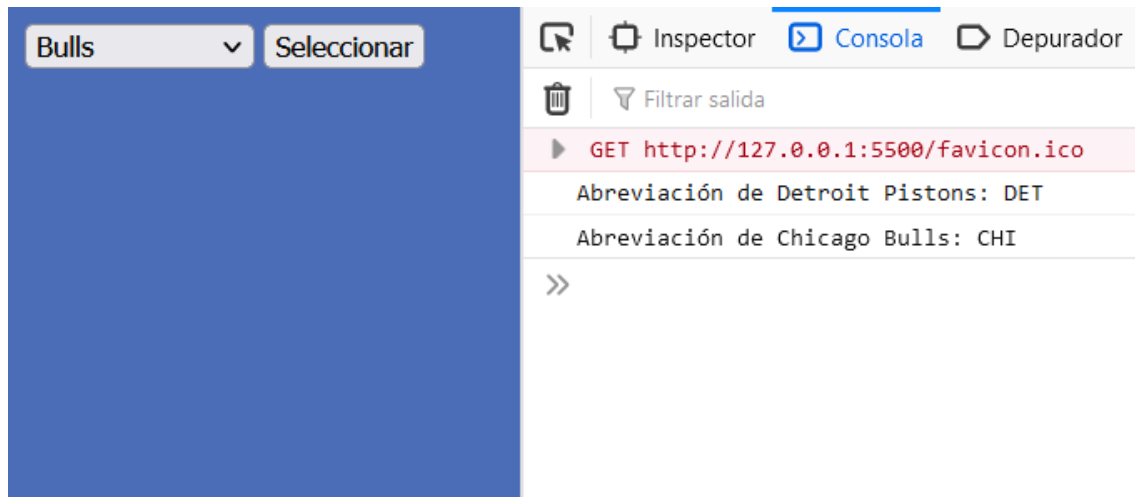 Bulls Seleccionar
Inspector Consola Depurador
Filtrar salida
GET http://127.0.0.1:5500/favicon.ico
Abreviación de Detroit Pistons: DET
Abreviación de Chicago Bulls: CHI